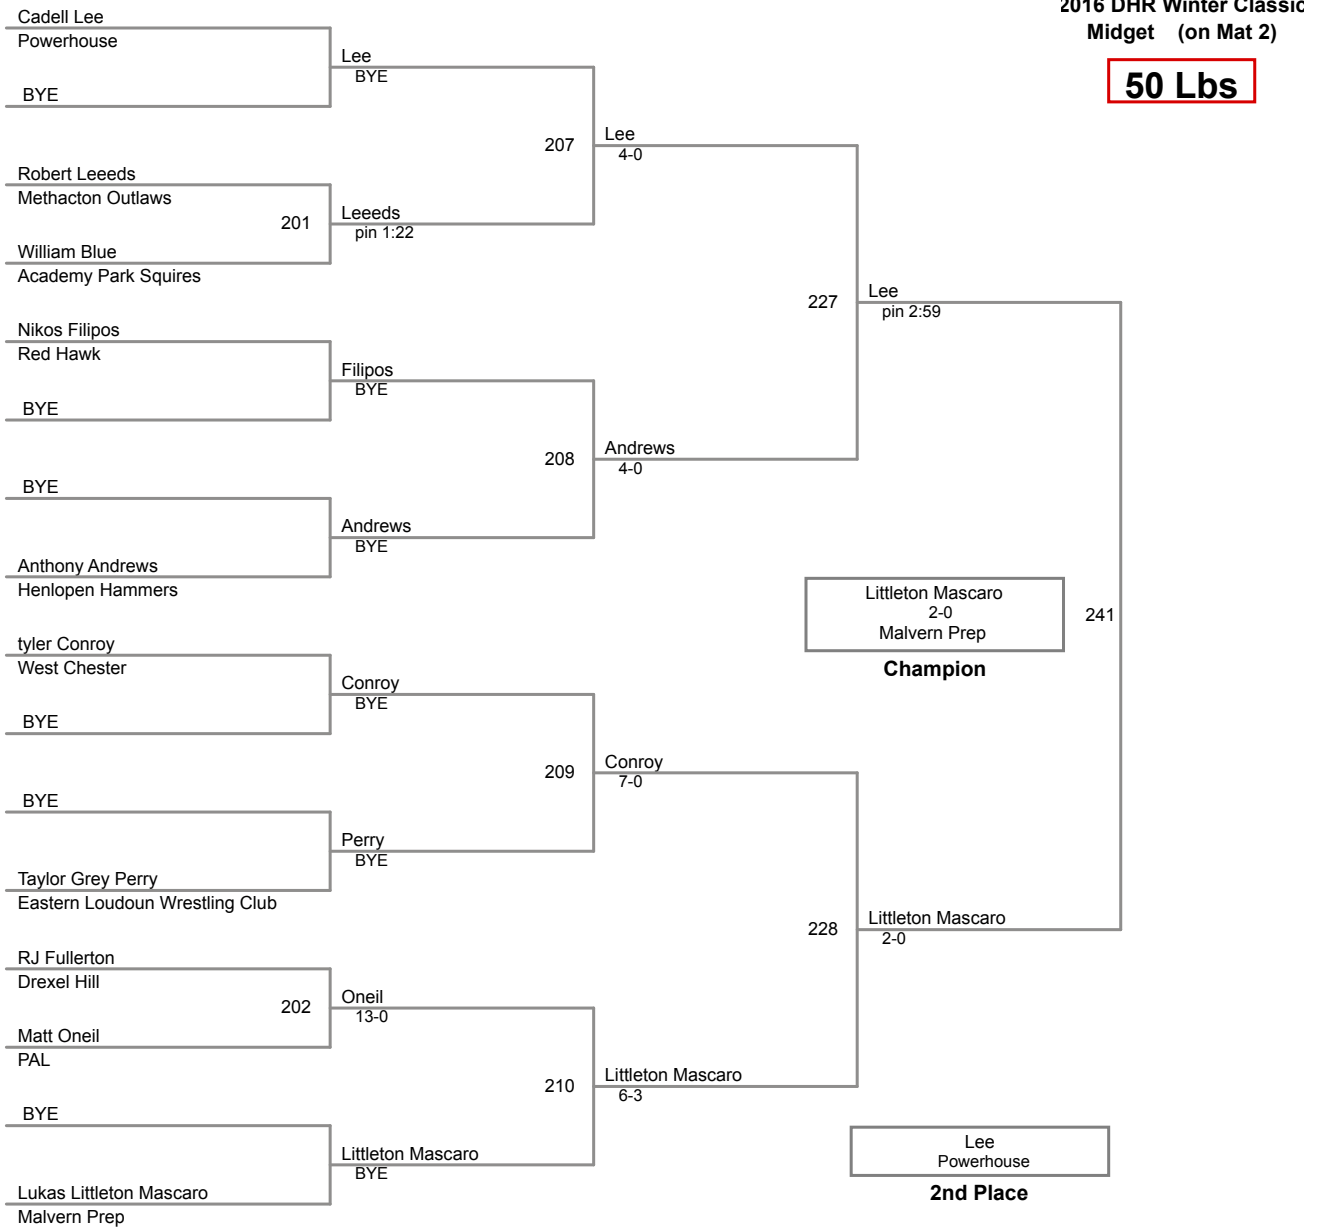 2016 DHR Winter Classic
Midget (on Mat 2)
50 Lbs
Cadell Lee
Powerhouse
BYE
Lee
BYE
Robert Leeeds
Methacton Outlaws
201
William Blue
Academy Park Squires
Leeeds
pin 1:22
207
Lee
4-0
Nikos Filipos
Red Hawk
BYE
Filipos
BYE
BYE
Anthony Andrews
Henlopen Hammers
Andrews
BYE
208
Andrews
4-0
227
Lee
pin 2:59
tyler Conroy
West Chester
BYE
Conroy
BYE
BYE
Taylor Grey Perry
Eastern Loudoun Wrestling Club
Perry
BYE
209
Conroy
7-0
RJ Fullerton
Drexel Hill
202
Matt Oneil
PAL
Oneil
13-0
BYE
Lukas Littleton Mascaro
Malvern Prep
Littleton Mascaro
BYE
210
Littleton Mascaro
6-3
228
Littleton Mascaro
2-0
241
Littleton Mascaro
2-0
Malvern Prep
Champion
Lee
Powerhouse
2nd Place